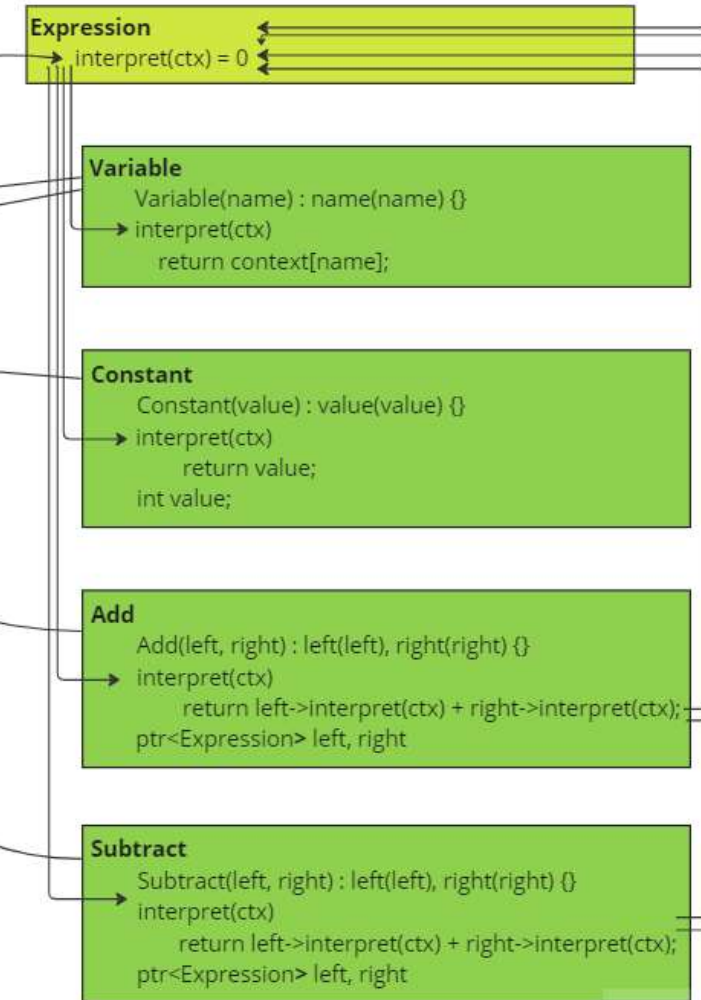 Expression
interpret(ctx) = 0
Variable
Variable(name) : name(name) {}
interpret(ctx)
return context[name];
Constant
Constant(value) : value(value) {}
interpret(ctx)
return value;
int value;
Add
Add(left, right) : left(left), right(right) {}
interpret(ctx)
return left->interpret(ctx) + right->interpret(ctx);
ptr<Expression> left, right
Subtract
Subtract(left, right) : left(left), right(right) {}
interpret(ctx)
return left->interpret(ctx) + right->interpret(ctx);
ptr<Expression> left, right